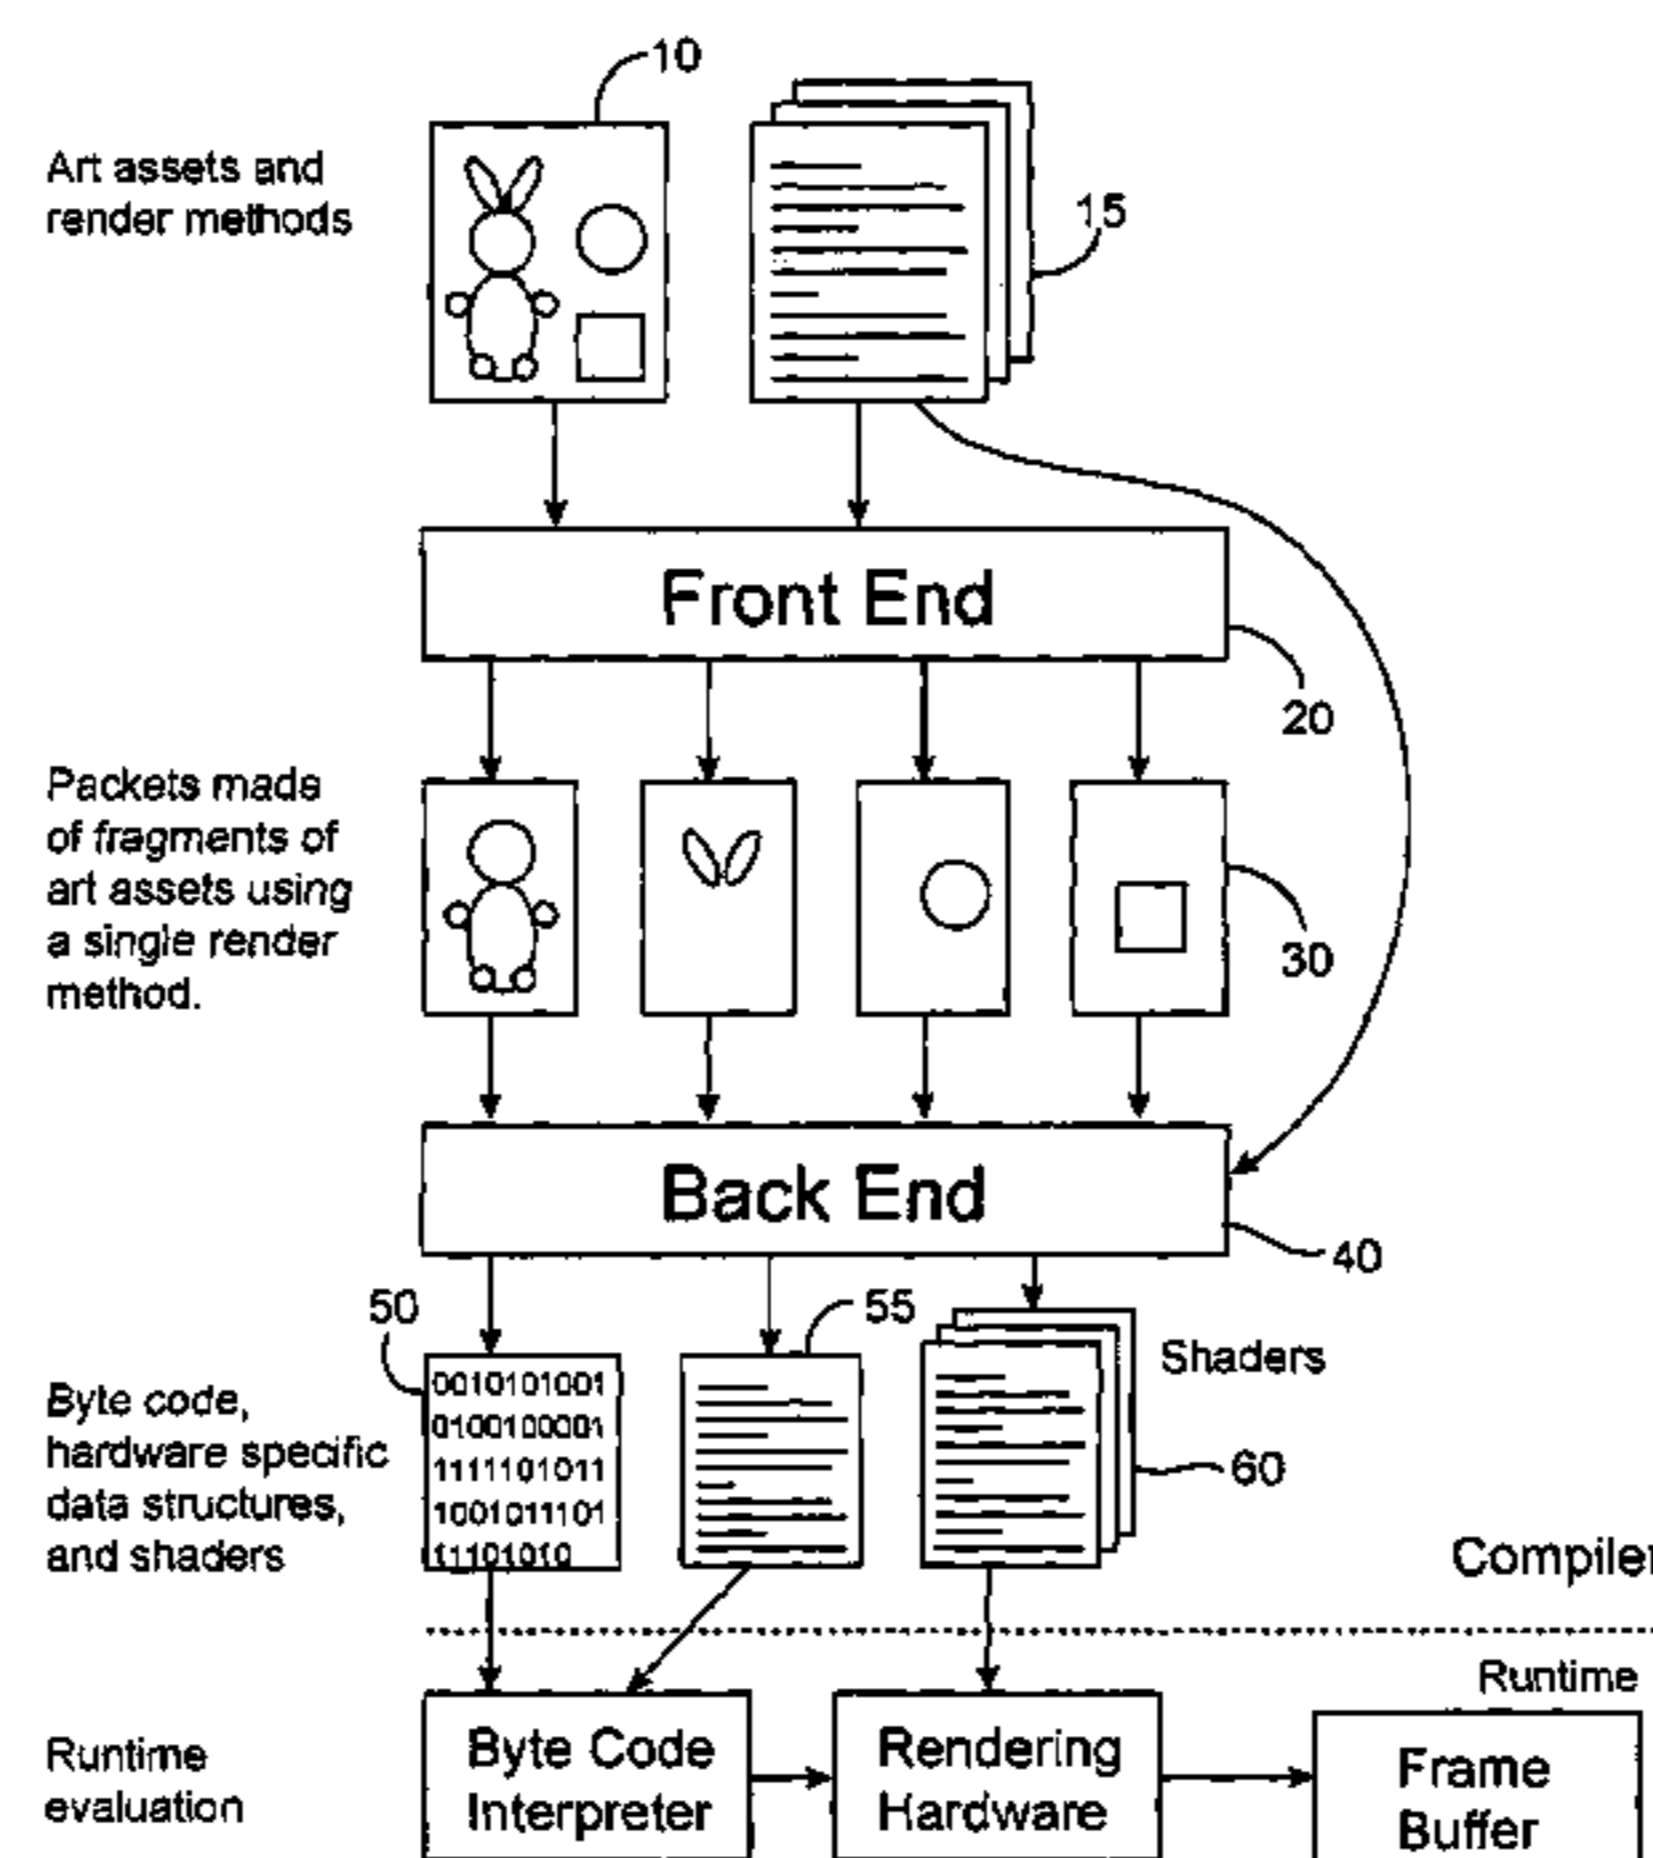 10
Art assets and
render methods
15
Front End
20
Packets made
of fragments of
art assets using
a single render
method.
30
Back End
40
50
55
Shaders
0010101001
0100100001
1111101011
1001011101
11101010
60
Byte code,
hardware specific
data structures,
and shaders
Compiler
Runtime
Runtime
evaluation
Byte Code
Interpreter
Rendering
Hardware
Frame
Buffer